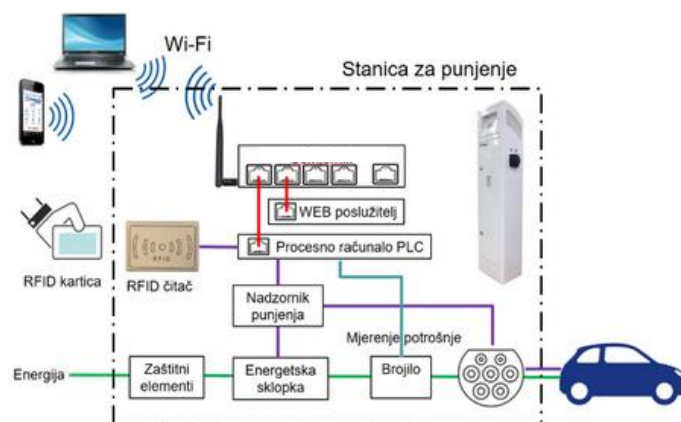 Wi-Fi
Stanica za punjenje
WEB poslužitelj
Procesno računalo PLC
RFID
RFID kartica
RFID čitač
Nadzornik
punjenja
Mjerenje potrošnje
Energija
Zaštitni
elementi
Energetska
sklopka
Brojilo